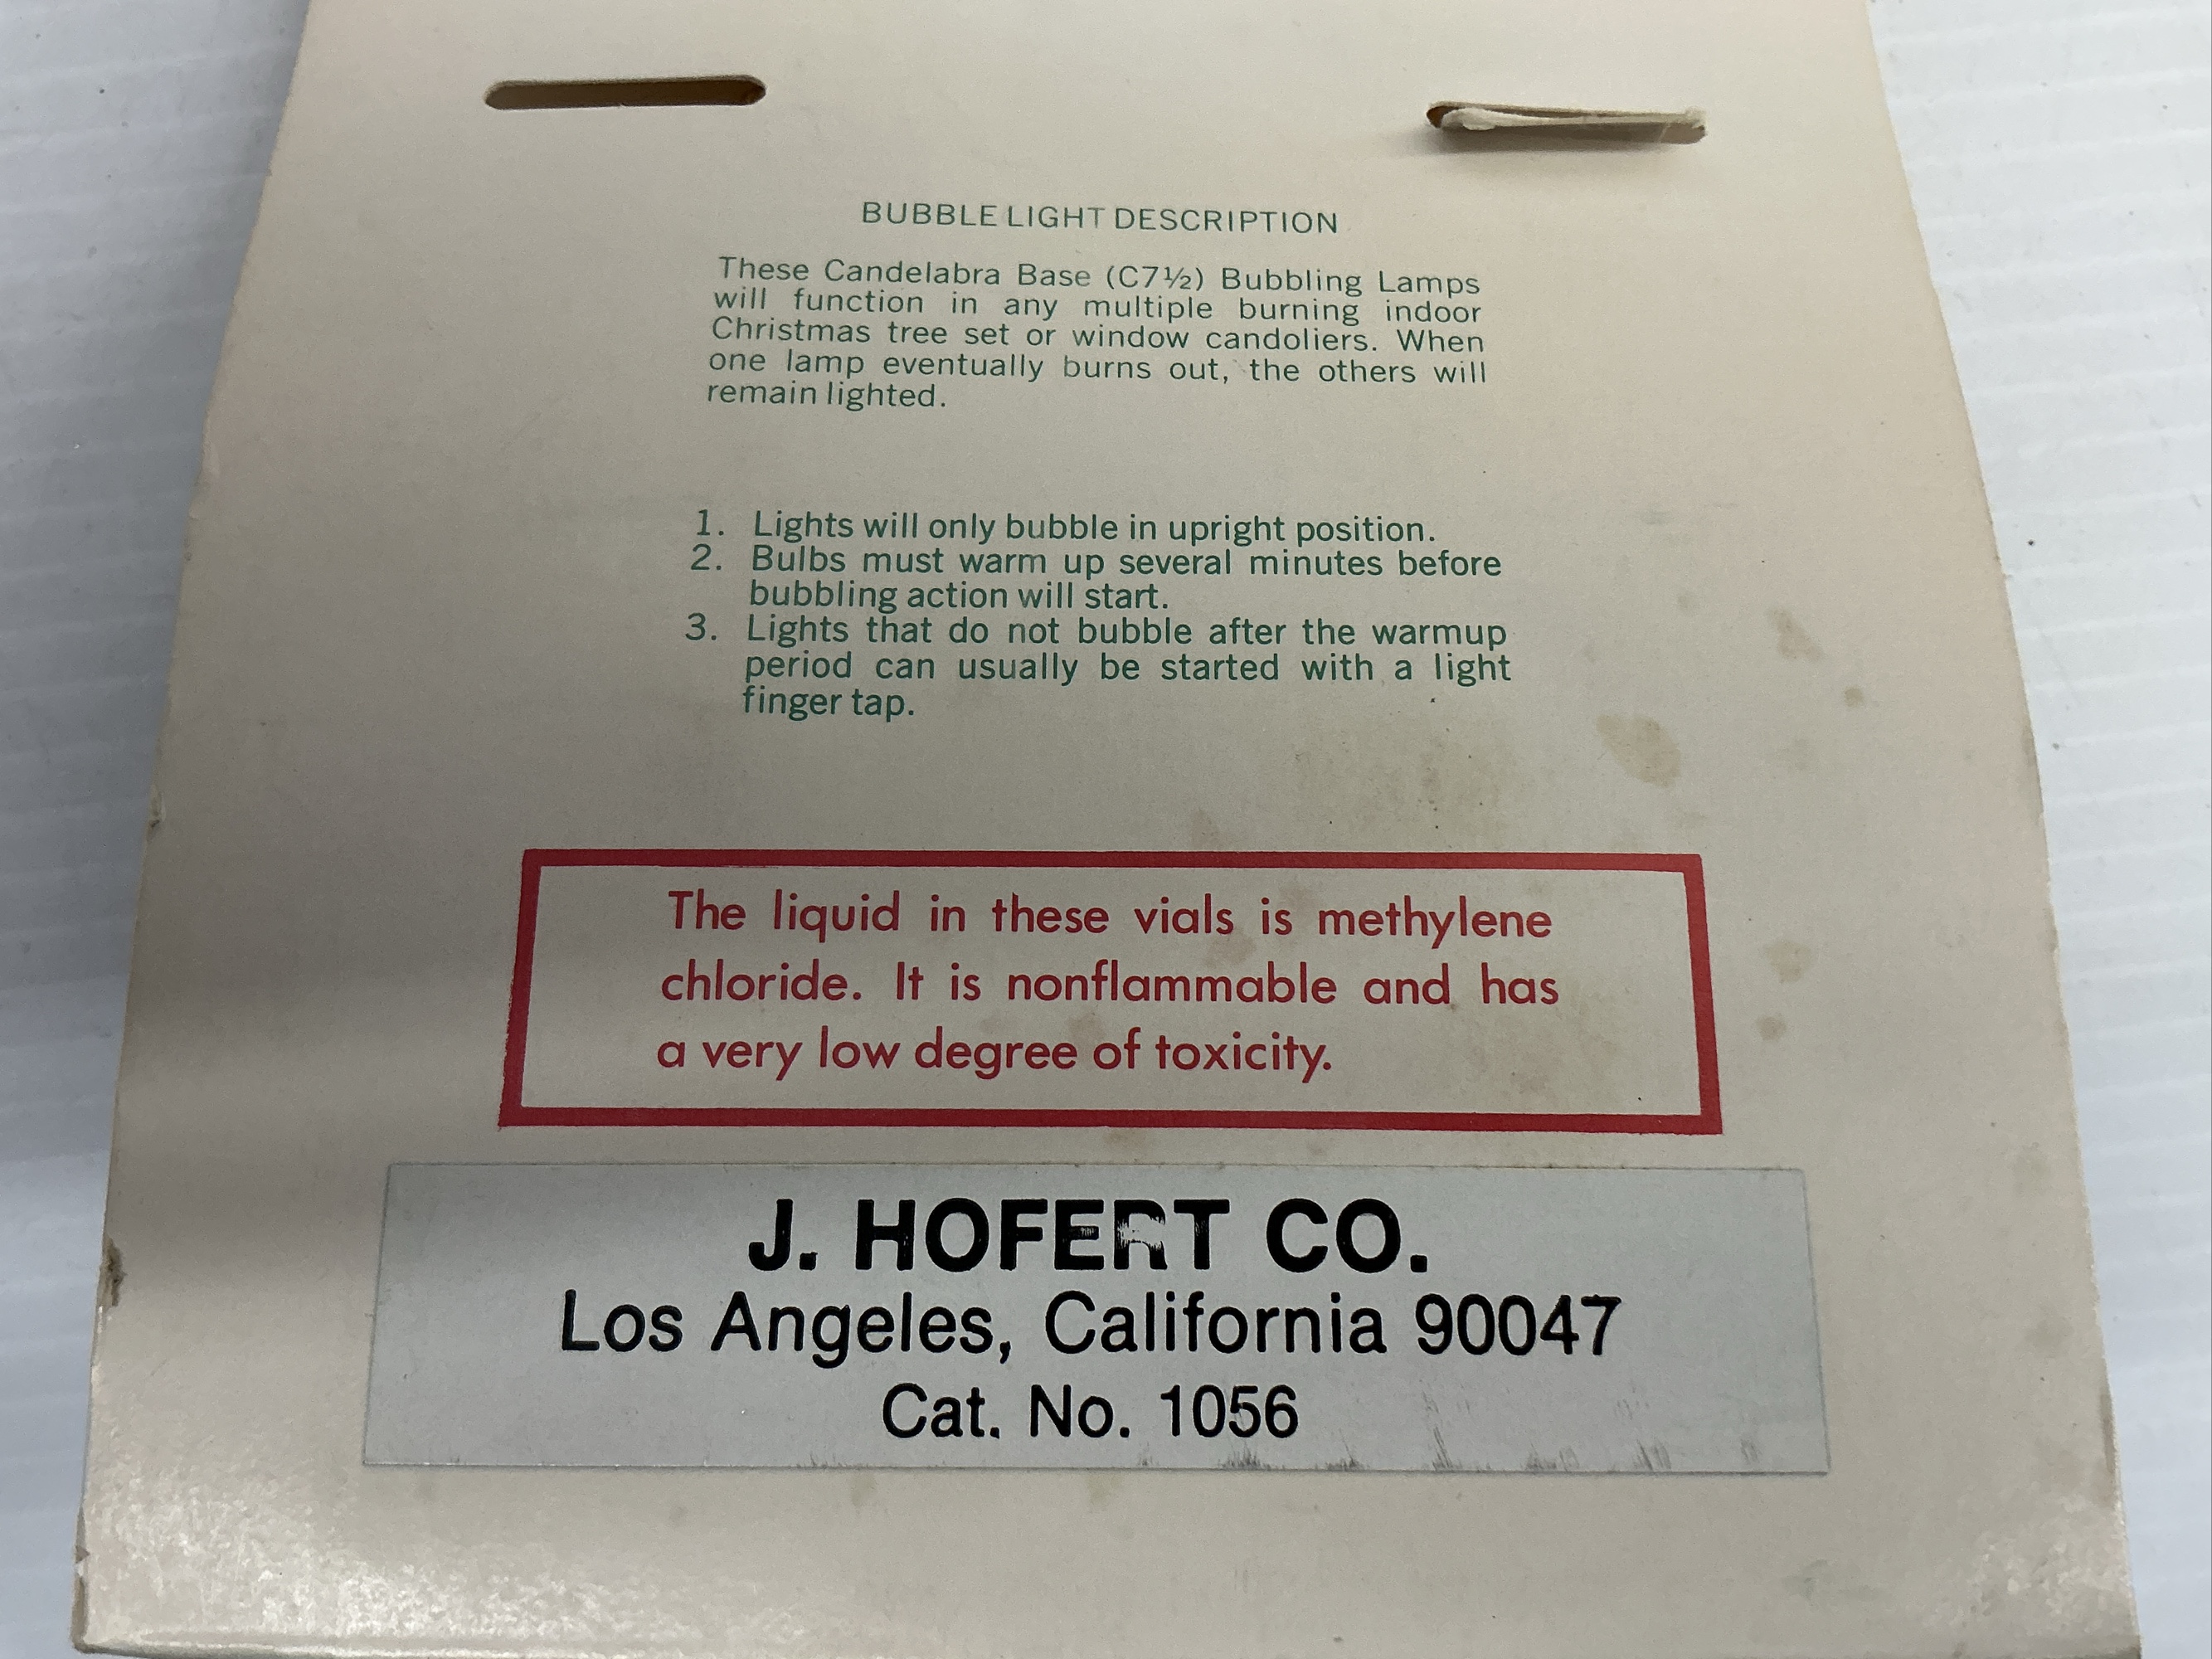 BUBBLE LIGHT DESCRIPTION
These Candelabra Base (C7½) Bubbling Lamps
will function in any multiple burning indoor
Christmas tree set or window candoliers. When
one lamp eventually burns out, the others will
remain lighted.
1. Lights will only bubble in upright position.
2. Bulbs must warm up several minutes before
bubbling action will start.
3. Lights that do not bubble after the warmup
period can usually be started with a light
finger tap.
The liquid in these vials is methylene
chloride. It is nonflammable and has
a very low degree of toxicity.
J. HOFERT CO.
Los Angeles, California 90047
Cat. No. 1056